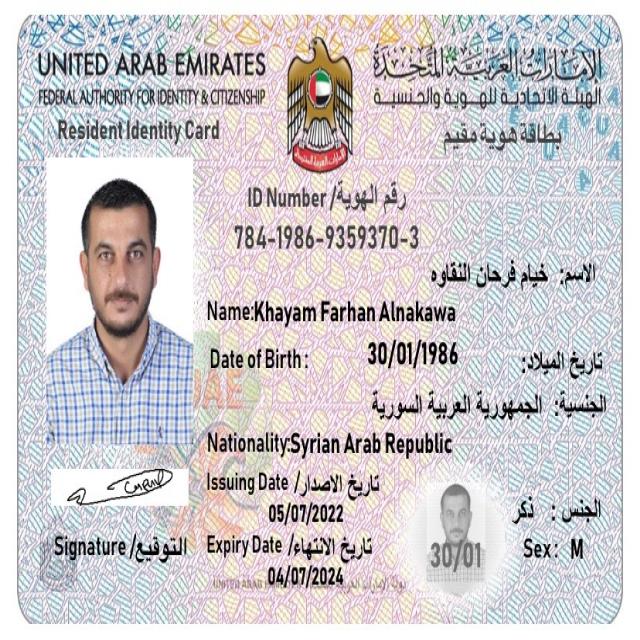 UNITED ARAB EMIRATES
الإمارات العربية المتحدة
FEDERAL AUTHORITY FOR IDENTITY & CITIZENSHIP
الهيئة الاتحادية للهوية والجنسية
Resident Identity Card
بطاقة هوية مقيم
ID Number / رقم الهوية
784-1986-9359370-3
الاسم: خيام فرحان النقاوه
Name:Khayam Farhan Alnakawa
Date of Birth : 30/01/1986 تاريخ الميلاد:
الجنسية: الجمهورية العربية السورية
Nationality:Syrian Arab Republic
Issuing Date / تاريخ الاصدار
05/07/2022
الجنس : ذكر
Signature / التوقيع
Expiry Date / تاريخ الانتهاء
04/07/2024
30/01
Sex : M